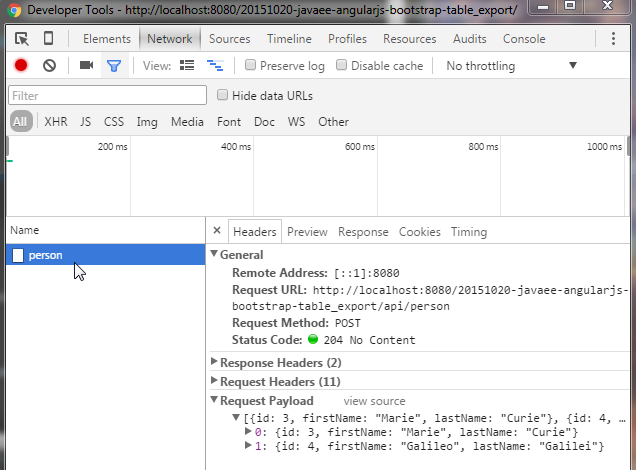 Developer Tools - http://localhost:8080/20151020-javaee-angularjs-bootstrap-table_export/
Elements Network Sources Timeline Profiles Resources Audits Console
View: Preserve log Disable cache No throttling
Filter Hide data URLs
All XHR JS CSS Img Media Font Doc WS Other
200 ms 400 ms 600 ms 800 ms 1000 ms
Name
person
× Headers Preview Response Cookies Timing
General
Remote Address: [::1]:8080
Request URL: http://localhost:8080/20151020-javaee-angularjs-
bootstrap-table_export/api/person
Request Method: POST
Status Code: 204 No Content
Response Headers (2)
Request Headers (11)
Request Payload view source
[{id: 3, firstName: "Marie", lastName: "Curie"}, {id: 4, …
0: {id: 3, firstName: "Marie", lastName: "Curie"}
1: {id: 4, firstName: "Galileo", lastName: "Galilei"}